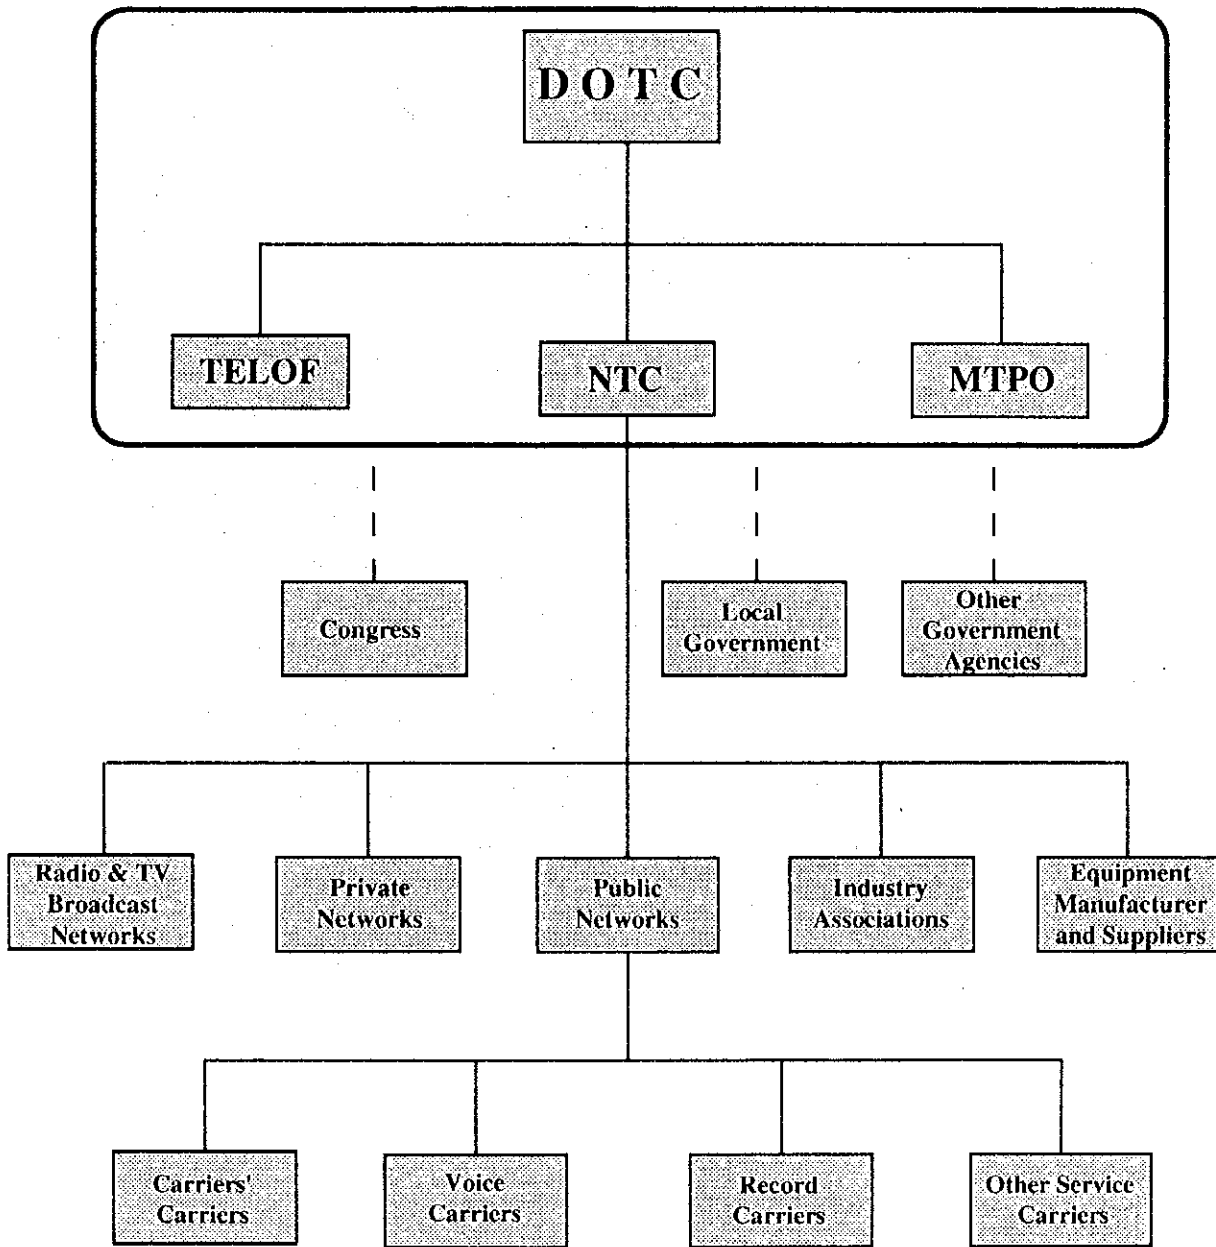 D O T C
TELOF
NTC
MTPO
Congress
Local
Government
Other
Government
Agencies
Radio & TV
Broadcast
Networks
Private
Networks
Public
Networks
Industry
Associations
Equipment
Manufacturer
and Suppliers
Carriers'
Carriers
Voice
Carriers
Record
Carriers
Other Service
Carriers